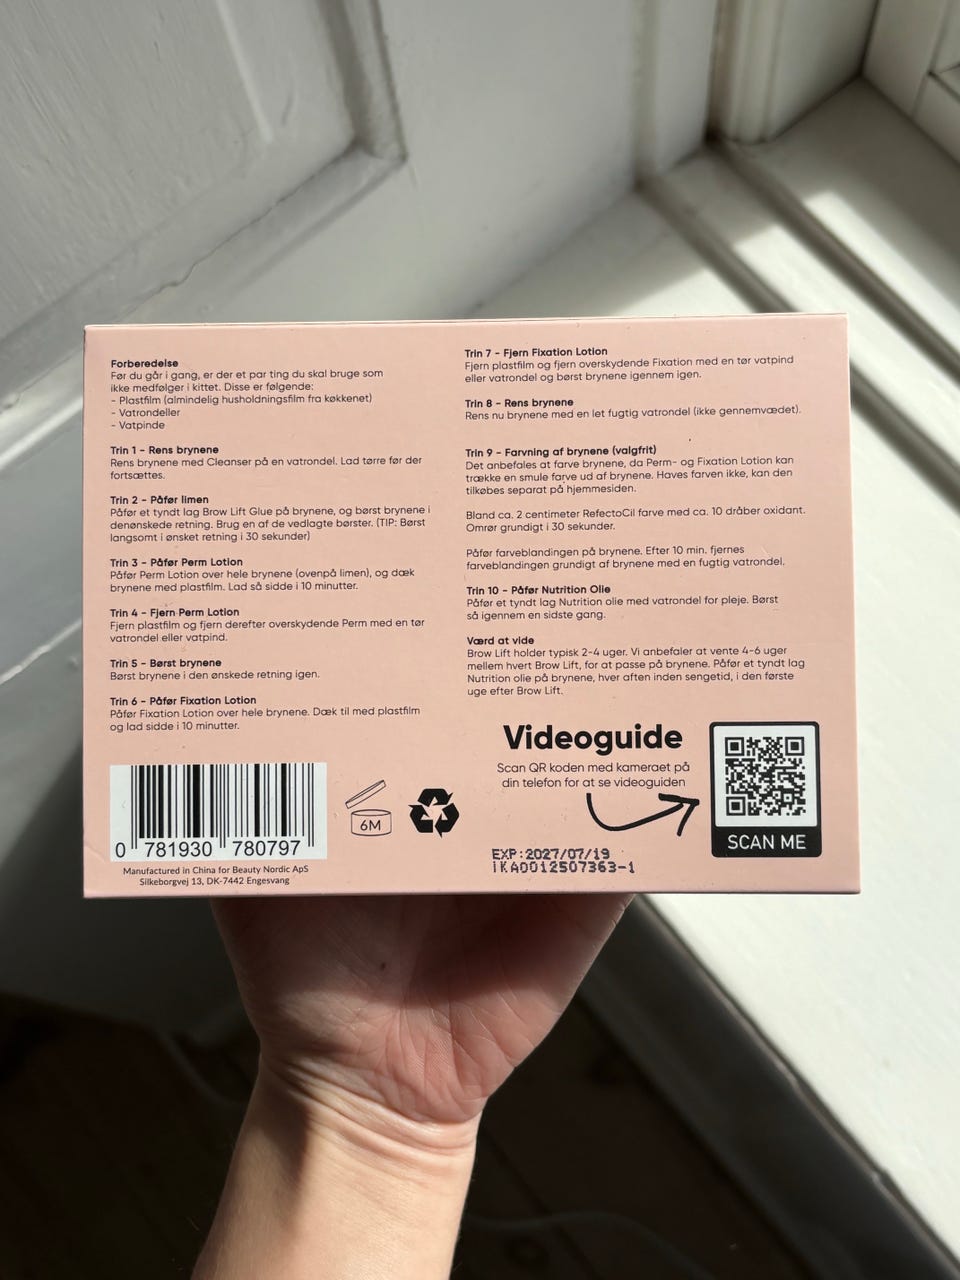 Forberedelse
Før du går i gang, er der et par ting du skal bruge som
ikke medfølger i kittet. Disse er følgende:
- Plastfilm (almindelig husholdningsfilm fra køkkenet)
- Vatrondeller
- Vatpinde
Trin 1 - Rens brynene
Rens brynene med Cleanser på en vatrondel. Lad tørre før der
fortsættes.
Trin 2 - Påfør limen
Påfør et tyndt lag Brow Lift Glue på brynene, og børst brynene i
denønskede retning. Brug en af de vedlagte børster. (TIP: Børst
langsomt i ønsket retning i 30 sekunder)
Trin 3 - Påfør Perm Lotion
Påfør Perm Lotion over hele brynene (ovenpå limen), og dæk
brynene med plastfilm. Lad så sidde i 10 minutter.
Trin 4 - Fjern Perm Lotion
Fjern plastfilm og fjern derefter overskydende Perm med en tør
vatrondel eller vatpind.
Trin 5 - Børst brynene
Børst brynene i den ønskede retning igen.
Trin 6 - Påfør Fixation Lotion
Påfør Fixation Lotion over hele brynene. Dæk til med plastfilm
og lad sidde i 10 minutter.
0 781930 780797
Manufactured in China for Beauty Nordic ApS
Silkeborgvej 13, DK-7442 Engesvang
6M
Trin 7 - Fjern Fixation Lotion
Fjern plastfilm og fjern overskydende Fixation med en tør vatpind
eller vatrondel og børst brynene igennem igen.
Trin 8 - Rens brynene
Rens nu brynene med en let fugtig vatrondel (ikke gennemvædet).
Trin 9 - Farvning af brynene (valgfrit)
Det anbefales at farve brynene, da Perm- og Fixation Lotion kan
trække en smule farve ud af brynene. Haves farven ikke, kan den
tilkøbes separat på hjemmesiden.
Bland ca. 2 centimeter RefectoCil farve med ca. 10 dråber oxidant.
Omrør grundigt i 30 sekunder.
Påfør farveblandingen på brynene. Efter 10 min. fjernes
farveblandingen grundigt af brynene med en fugtig vatrondel.
Trin 10 - Påfør Nutrition Olie
Påfør et tyndt lag Nutrition olie med vatrondel for pleje. Børst
så igennem en sidste gang.
Værd at vide
Brow Lift holder typisk 2-4 uger. Vi anbefaler at vente 4-6 uger
mellem hvert Brow Lift, for at passe på brynene. Påfør et tyndt lag
Nutrition olie på brynene, hver aften inden sengetid, i den første
uge efter Brow Lift.
Videoguide
Scan QR koden med kameraet på
din telefon for at se videoguiden
SCAN ME
EXP:2027/07/19
IKA0012507363-1